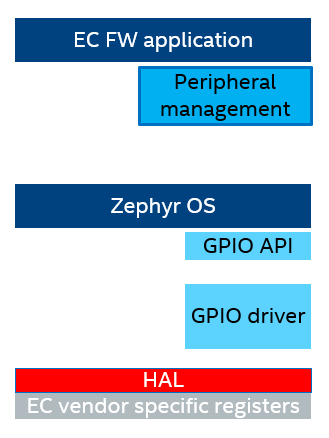 EC FW application
Peripheral
management
Zephyr OS
GPIO API
GPIO driver
HAL
EC vendor specific registers